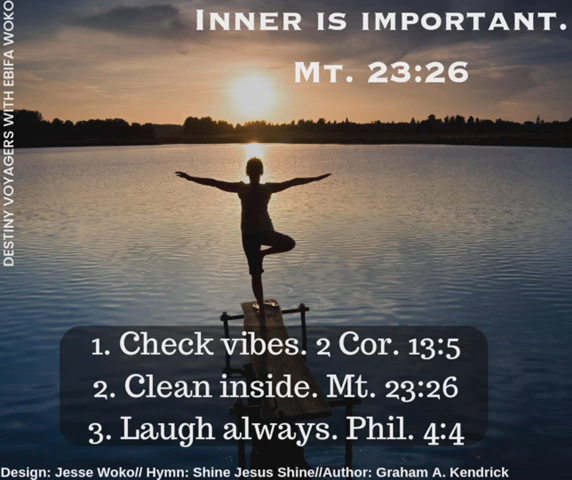 INNER IS IMPORTANT.
MT. 23:26
DESTINY VOYAGERS WITH EBIFA WOKO
1. Check vibes. 2 Cor. 13:5
2. Clean inside. Mt. 23:26
3. Laugh always. Phil. 4:4
Design: Jesse Woko// Hymn: Shine Jesus Shine//Author: Graham A. Kendrick